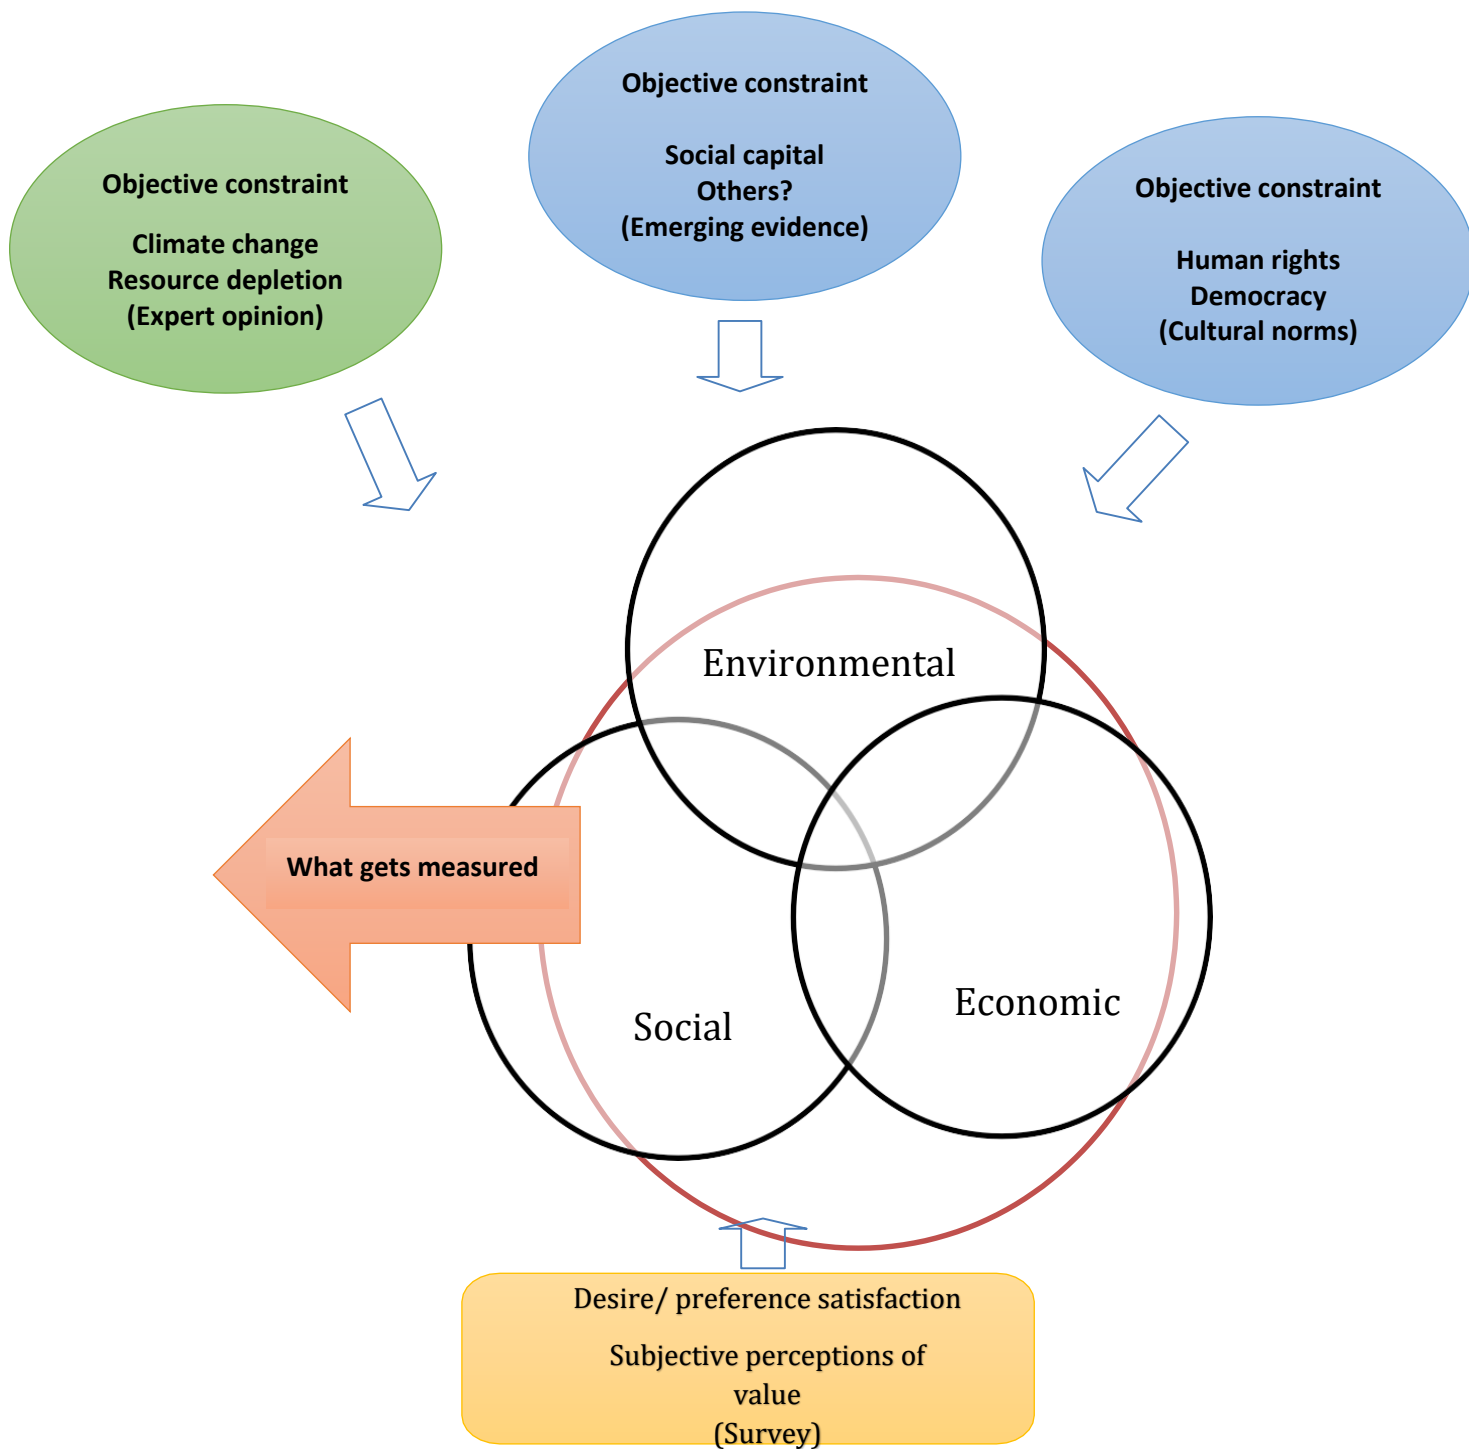 Objective constraint
Social capital
Others?
(Emerging evidence)
Objective constraint
Climate change
Resource depletion
(Expert opinion)
Objective constraint
Human rights
Democracy
(Cultural norms)
Environmental
What gets measured
Social
Economic
Desire/ preference satisfaction
Subjective perceptions of
value
(Survey)